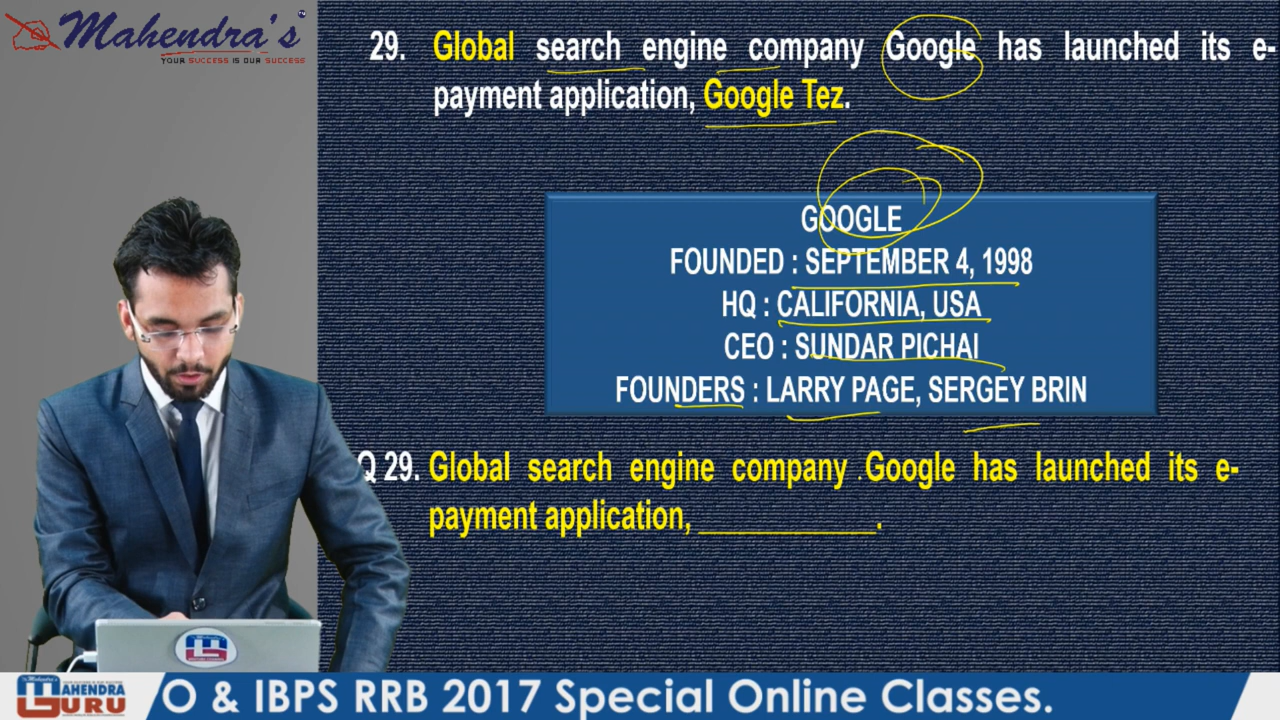 Mahendra's
YOUR SUCCESS IS OUR SUCCESS
29. Global search engine company Google has launched its e-
payment application, Google Tez.
GOOGLE
FOUNDED : SEPTEMBER 4, 1998
HQ : CALIFORNIA, USA
CEO : SUNDAR PICHAI
FOUNDERS : LARRY PAGE, SERGEY BRIN
Q 29. Global search engine company .Google has launched its e-
payment application, ______________.
MAHENDRA
GURU
O & IBPS RRB 2017 Special Online Classes.